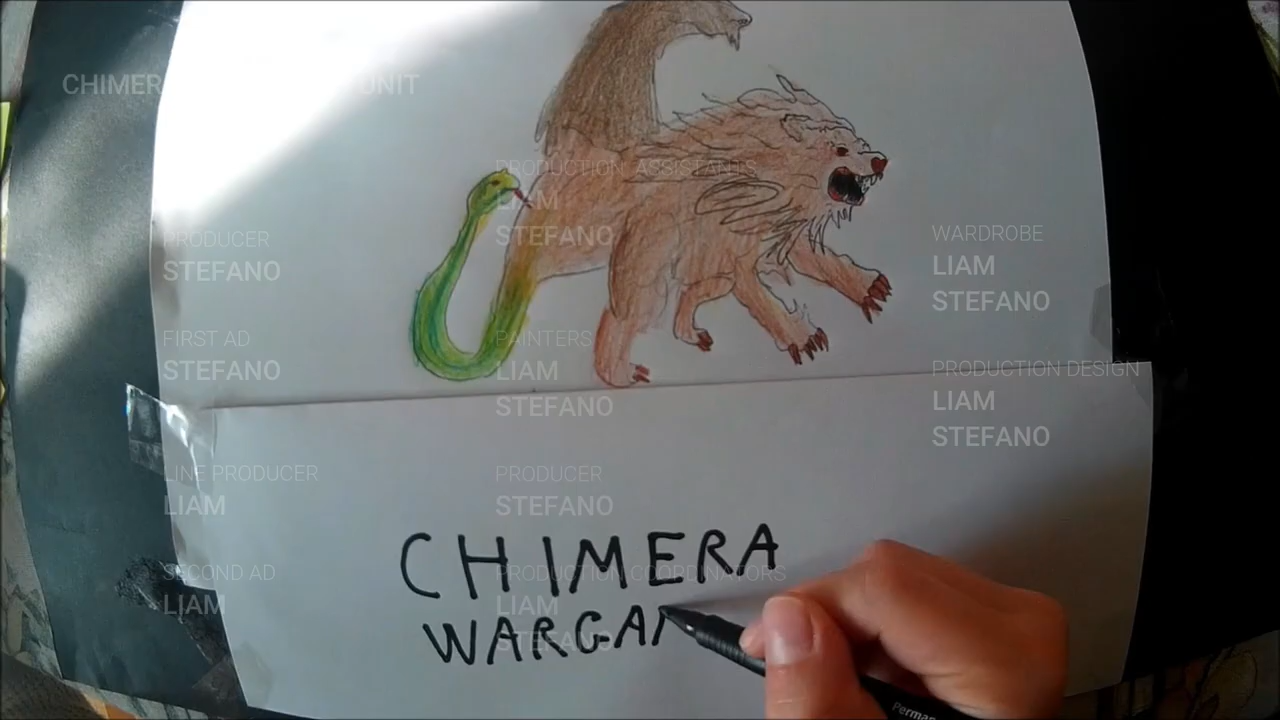 CHIMER UNIT
PRODUCER
STEFANO
FIRST AD
STEFANO
LINE PRODUCER
LIAM
SECOND AD
LIAM
PRODUCTION ASSISTANTS
LIAM
STEFANO
PAINTERS
LIAM
STEFANO
PRODUCER
STEFANO
PRODUCTION COORDINATORS
LIAM
STEFANO
WARDROBE
LIAM
STEFANO
PRODUCTION DESIGN
LIAM
STEFANO
CHIMERA
WARGA
Perma